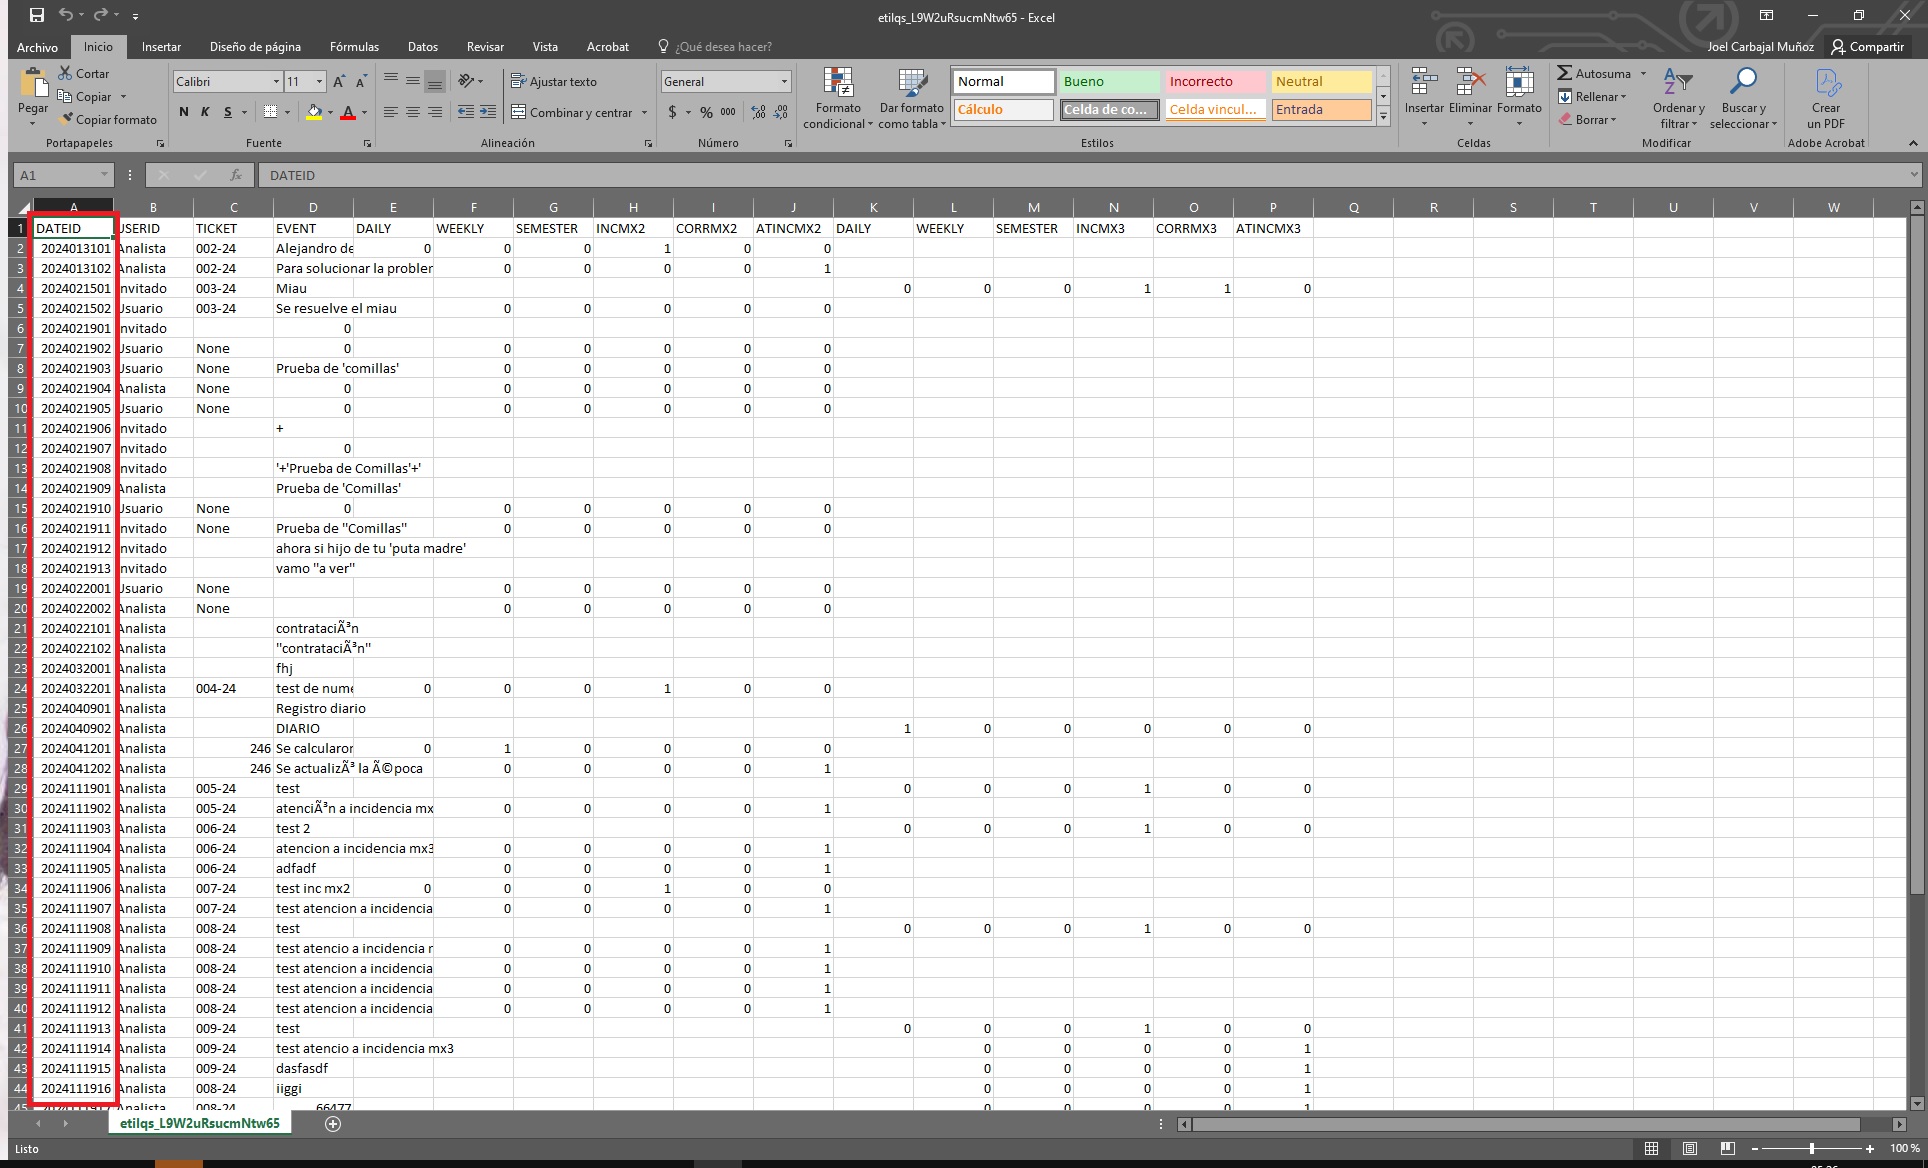 etilqs_L9W2uRsucmNtw65 - Excel
Archivo Inicio Insertar Diseño de página Fórmulas Datos Revisar Vista Acrobat ¿Qué desea hacer? Joel Carbajal Muñoz Compartir
Pegar
Cortar
Copiar
Copiar formato
Portapapeles
Calibri 11
N K S
Fuente
Ajustar texto
Combinar y centrar
Alineación
General
$ % 000
Número
Formato condicional
Dar formato como tabla
Normal Bueno Incorrecto Neutral
Cálculo Celda de co... Celda vincul... Entrada
Estilos
Insertar Eliminar Formato
Celdas
Autosuma
Rellenar
Borrar
Ordenar y filtrar
Buscar y seleccionar
Modificar
Crear un PDF
Adobe Acrobat
A1 fx DATEID
A B C D E F G H I J K L M N O P Q R S T U V W
1 DATEID USERID TICKET EVENT DAILY WEEKLY SEMESTER INCMX2 CORRMX2 ATINCMX2 DAILY WEEKLY SEMESTER INCMX3 CORRMX3 ATINCMX3
2 2024013101 Analista 002-24 Alejandro de 0 0 0 1 0 0
3 2024013102 Analista 002-24 Para solucionar la probler 0 0 0 0 1
4 2024021501 nvitado 003-24 Miau 0 0 0 1 1 0
5 2024021502 Usuario 003-24 Se resuelve el miau 0 0 0 0 0
6 2024021901 nvitado 0
7 2024021902 Usuario None 0 0 0 0 0 0
8 2024021903 Usuario None Prueba de 'comillas' 0 0 0 0 0
9 2024021904 Analista None 0 0 0 0 0 0
10 2024021905 Usuario None 0 0 0 0 0 0
11 2024021906 nvitado +
12 2024021907 nvitado 0
13 2024021908 nvitado '+'Prueba de Comillas'+'
14 2024021909 Analista Prueba de 'Comillas'
15 2024021910 Usuario None 0 0 0 0 0 0
16 2024021911 nvitado None Prueba de "Comillas" 0 0 0 0 0
17 2024021912 nvitado ahora si hijo de tu 'puta madre'
18 2024021913 nvitado vamo "a ver"
19 2024022001 Usuario None 0 0 0 0 0
20 2024022002 Analista None 0 0 0 0 0
21 2024022101 Analista contrataciÃ³n
22 2024022102 Analista "contrataciÃ³n"
23 2024032001 Analista fhj
24 2024032201 Analista 004-24 test de nume 0 0 0 1 0 0
25 2024040901 Analista Registro diario
26 2024040902 Analista DIARIO 1 0 0 0 0 0
27 2024041201 Analista 246 Se calcularor 0 1 0 0 0 0
28 2024041202 Analista 246 Se actualizÃ³ la Ã©poca 0 0 0 0 1
29 2024111901 Analista 005-24 test 0 0 0 1 0 0
30 2024111902 Analista 005-24 atenciÃ³n a incidencia mx 0 0 0 0 1
31 2024111903 Analista 006-24 test 2 0 0 0 1 0 0
32 2024111904 Analista 006-24 atencion a incidencia mx3 0 0 0 0 1
33 2024111905 Analista 006-24 adfadf 0 0 0 0 1
34 2024111906 Analista 007-24 test inc mx2 0 0 0 1 0 0
35 2024111907 Analista 007-24 test atencion a incidencia 0 0 0 0 1
36 2024111908 Analista 008-24 test 0 0 0 1 0 0
37 2024111909 Analista 008-24 test atencio a incidencia r 0 0 0 0 1
38 2024111910 Analista 008-24 test atencion a incidencia 0 0 0 0 1
39 2024111911 Analista 008-24 test atencion a incidencia 0 0 0 0 1
40 2024111912 Analista 008-24 test atencion a incidencia 0 0 0 0 1
41 2024111913 Analista 009-24 test 0 0 0 1 0 0
42 2024111914 Analista 009-24 test atencio a incidencia mx3 0 0 0 0 1
43 2024111915 Analista 009-24 dasfasdf 0 0 0 0 1
44 2024111916 Analista 008-24 iiggi 0 0 0 0 1
45 2024111917 Analista 008-24 66477 0 0 0 0 1
etilqs_L9W2uRsucmNtw65
Listo 100 %